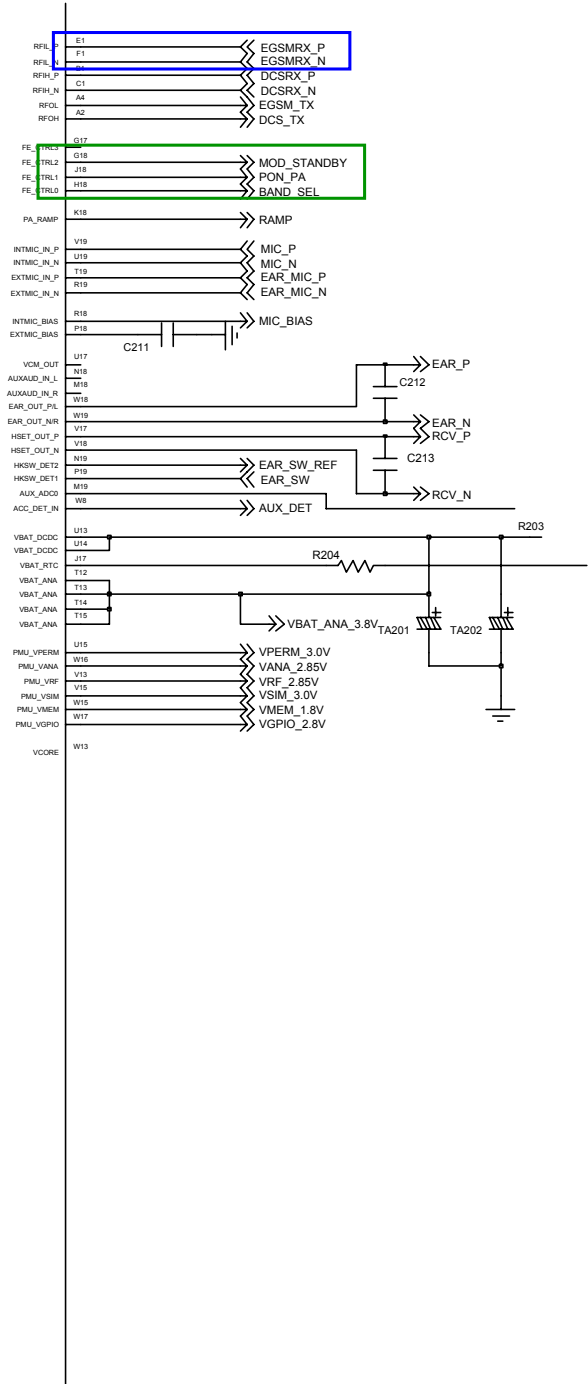 RFIL_P E1 EGSMRX_P
RFIL_N F1 EGSMRX_N
RFIH_P DCSRX_P
RFIH_N C1 DCSRX_N
RFOL A4 EGSM_TX
RFOH A2 DCS_TX
FE_CTRL3 G17
FE_CTRL2 G18 MOD_STANDBY
FE_CTRL1 J18 PON_PA
FE_CTRL0 H18 BAND_SEL
PA_RAMP K18 RAMP
INTMIC_IN_P V19 MIC_P
INTMIC_IN_N U19 MIC_N
EXTMIC_IN_P T19 EAR_MIC_P
EXTMIC_IN_N R19 EAR_MIC_N
INTMIC_BIAS R18 MIC_BIAS
EXTMIC_BIAS P18
C211
VCM_OUT U17 EAR_P
AUXAUD_IN_L N18
C212
AUXAUD_IN_R M18
EAR_OUT_P/L W18
EAR_OUT_N/R W19 EAR_N
HSET_OUT_P V17 RCV_P
HSET_OUT_N V18
C213
HKSW_DET2 N19 EAR_SW_REF
HKSW_DET1 P19 EAR_SW
AUX_ADC0 M19 RCV_N
ACC_DET_IN W8 AUX_DET
R203
VBAT_DCDC U13
VBAT_DCDC U14
R204
VBAT_RTC J17
VBAT_ANA T12
VBAT_ANA T13
VBAT_ANA T14
VBAT_ANA T15 VBAT_ANA_3.8V TA201 TA202
PMU_VPERM U15 VPERM_3.0V
PMU_VANA W16 VANA_2.85V
PMU_VRF V13 VRF_2.85V
PMU_VSIM V15 VSIM_3.0V
PMU_VMEM W15 VMEM_1.8V
PMU_VGPIO W17 VGPIO_2.8V
VCORE W13